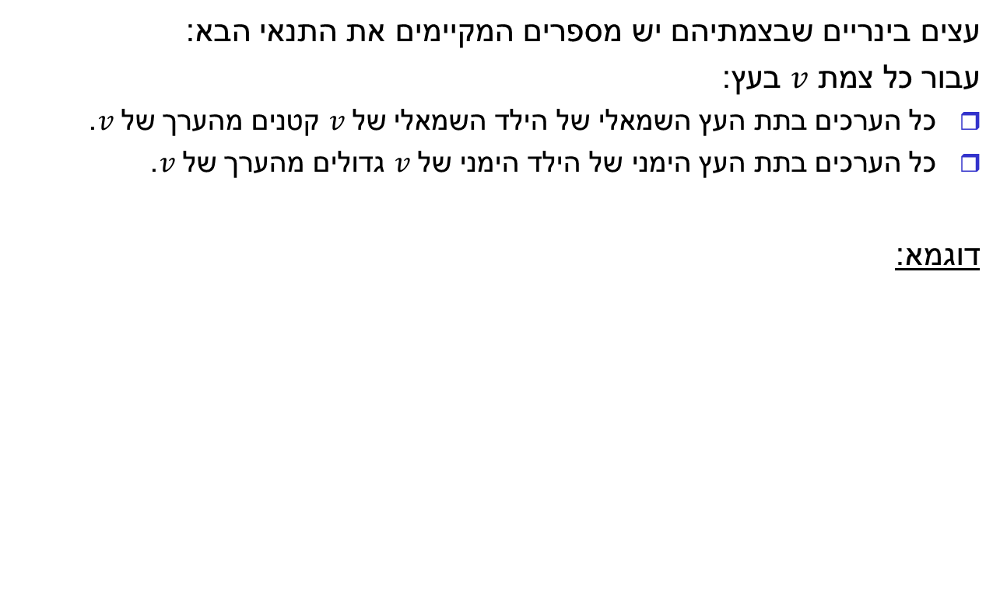 עצים בינריים שבצמתיהם יש מספרים המקיימים את התנאי הבא:
עבור כל צמת v בעץ:
❒ כל הערכים בתת העץ השמאלי של הילד השמאלי של v קטנים מהערך של v.
❒ כל הערכים בתת העץ הימני של הילד הימני של v גדולים מהערך של v.
דוגמא: